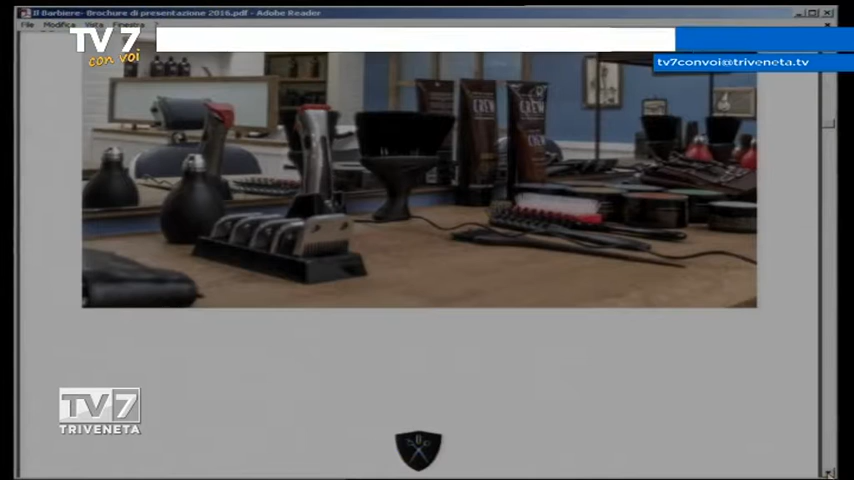 Il Barbiere- Brochure di presentazione 2016.pdf - Adobe Reader
File Modifica Vista Finestra ?
TV7
con voi
tv7convoi@triveneta.tv
CREW
CREW
CREW
TV7
TRIVENETA